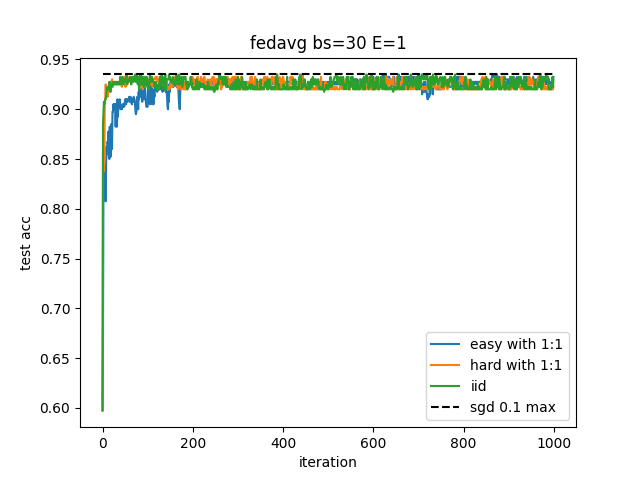 fedavg bs=30 E=1
0.95
0.90
0.85
0.80
0.75
0.70
0.65
0.60
test acc
easy with 1:1
hard with 1:1
iid
sgd 0.1 max
0 200 400 600 800 1000
iteration